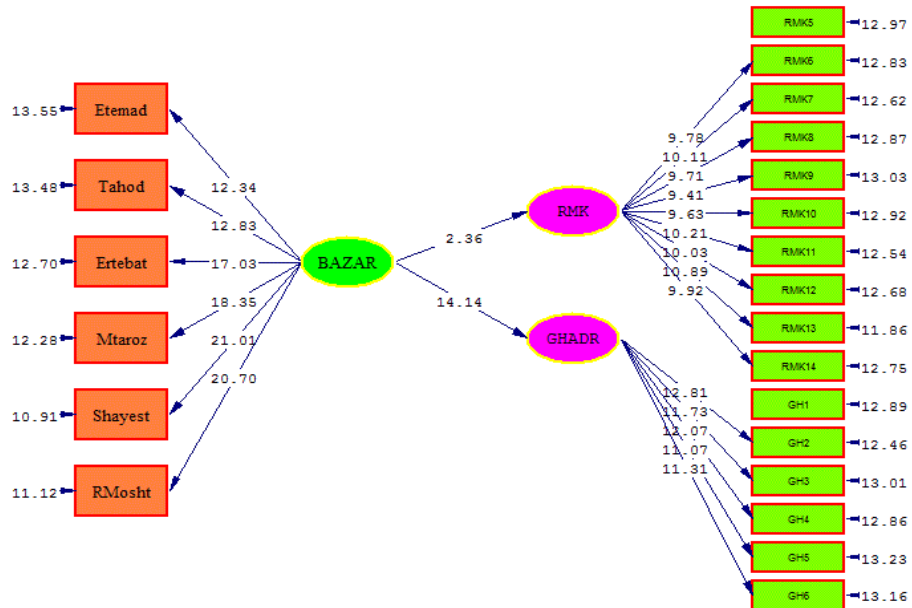 RMK5 12.97
RMK6 12.83
13.55 Etemad
RMK7 12.62
9.78
RMK8 12.87
10.11
13.48 Tahod 12.34
9.71
RMK9 13.03
9.41
RMK
9.63
RMK10 12.92
12.83
10.21
2.36
12.70 Ertebat 17.03 BAZAR
RMK11 12.54
10.03
10.89
RMK12 12.68
9.92
18.35
14.14
12.28 Mtaroz
RMK13 11.86
21.01
GHADR
RMK14 12.75
20.70
12.81
10.91 Shayest
GH1 12.89
11.73
12.07
GH2 12.46
11.07
11.31
11.12 RMosht
GH3 13.01
GH4 12.86
GH5 13.23
GH6 13.16